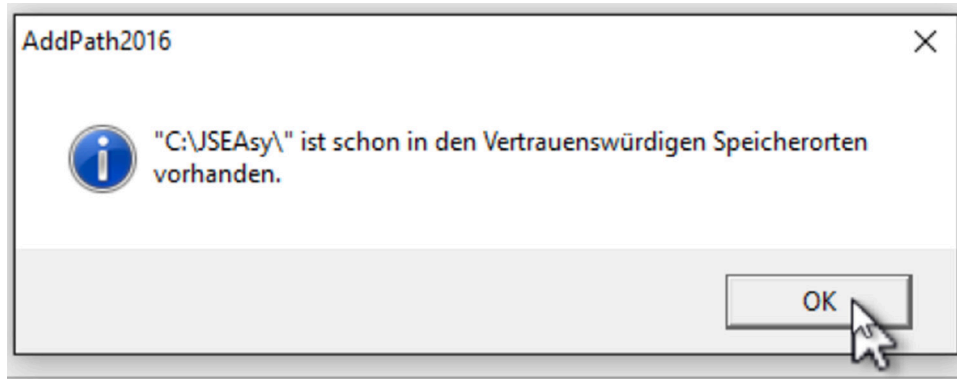 AddPath2016
"C:\JSEAsy\" ist schon in den Vertrauenswürdigen Speicherorten
vorhanden.
OK